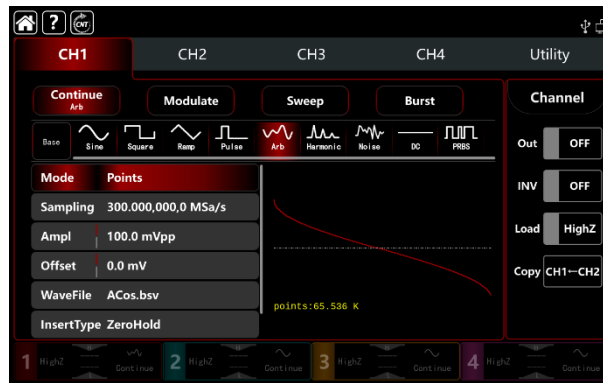 ? CNT
CH1 CH2 CH3 CH4 Utility
Continue Modulate Sweep Burst Channel
Arb
Base Sine Square Ramp Pulse Arb Harmonic Noise DC PRBS
Out OFF
Mode Points
INV OFF
Sampling 300.000,000,0 MSa/s
Ampl 100.0 mVpp
Load HighZ
Offset 0.0 mV
Copy CH1←CH2
WaveFile ACos.bsv
points:65.536 K
InsertType ZeroHold
1 HighZ Continue 2 HighZ Continue 3 HighZ Continue 4 HighZ Continue